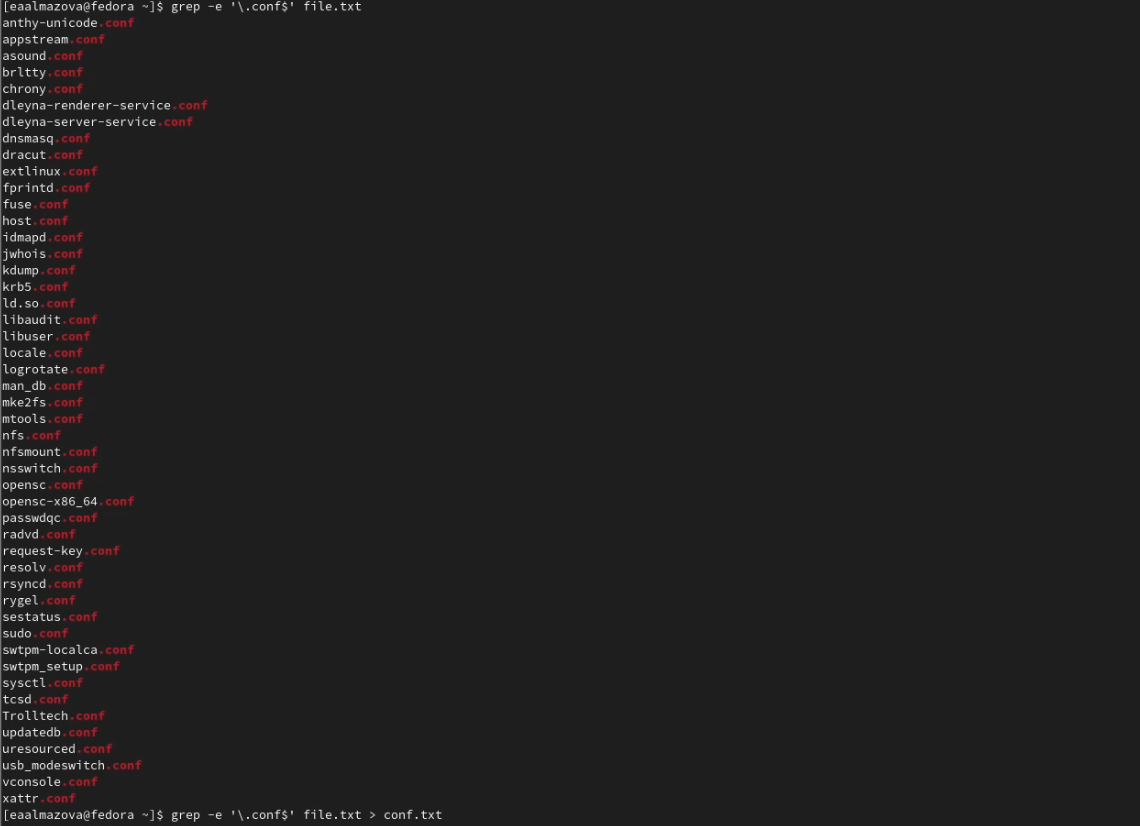 [eaalmazova@fedora ~]$ grep -e '\.conf$' file.txt
anthy-unicode.conf
appstream.conf
asound.conf
brltty.conf
chrony.conf
dleyna-renderer-service.conf
dleyna-server-service.conf
dnsmasq.conf
dracut.conf
extlinux.conf
fprintd.conf
fuse.conf
host.conf
idmapd.conf
jwhois.conf
kdump.conf
krb5.conf
ld.so.conf
libaudit.conf
libuser.conf
locale.conf
logrotate.conf
man_db.conf
mke2fs.conf
mtools.conf
nfs.conf
nfsmount.conf
nsswitch.conf
opensc.conf
opensc-x86_64.conf
passwdqc.conf
radvd.conf
request-key.conf
resolv.conf
rsyncd.conf
rygel.conf
sestatus.conf
sudo.conf
swtpm-localca.conf
swtpm_setup.conf
sysctl.conf
tcsd.conf
Trolltech.conf
updatedb.conf
uresourced.conf
usb_modeswitch.conf
vconsole.conf
xattr.conf
[eaalmazova@fedora ~]$ grep -e '\.conf$' file.txt > conf.txt